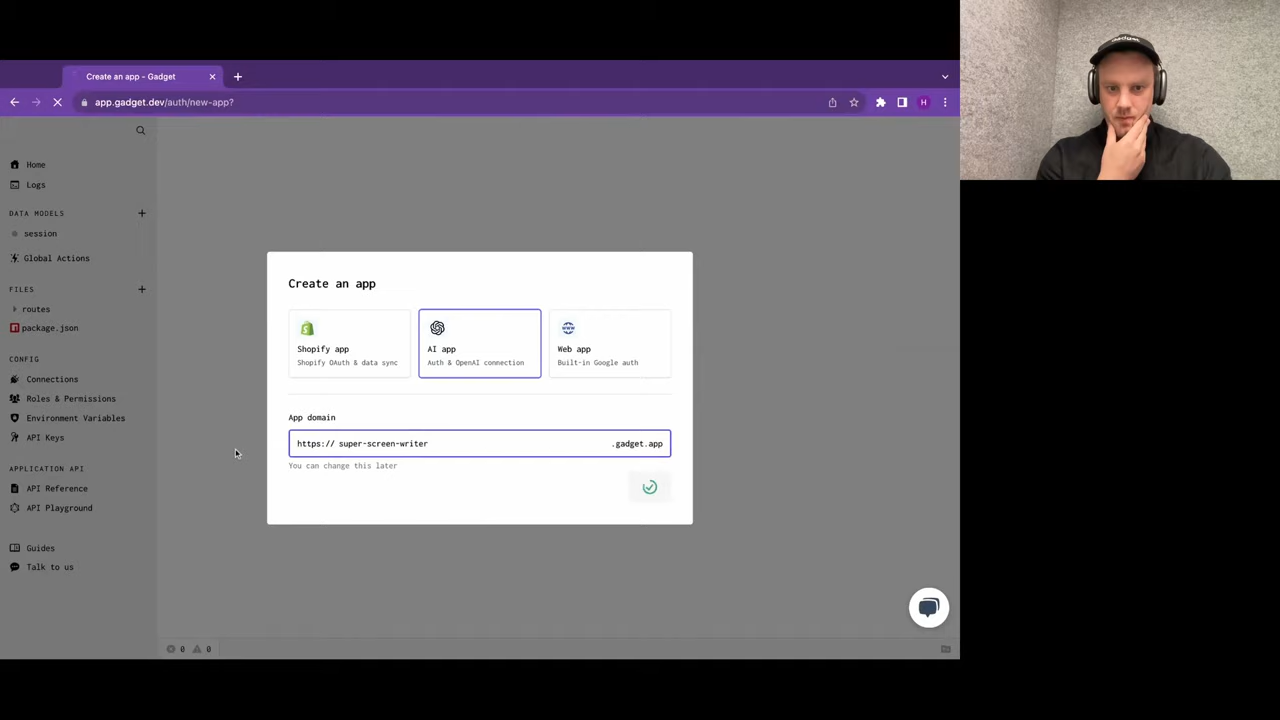 Create an app - Gadget
app.gadget.dev/auth/new-app?
H
Home
Logs
DATA MODELS
session
Global Actions
FILES
routes
package.json
CONFIG
Connections
Roles & Permissions
Environment Variables
API Keys
APPLICATION API
API Reference
API Playground
Guides
Talk to us
Create an app
Shopify app
Shopify OAuth & data sync
AI app
Auth & OpenAI connection
WWW
Web app
Built-in Google auth
App domain
https:// super-screen-writer .gadget.app
You can change this later
0 0